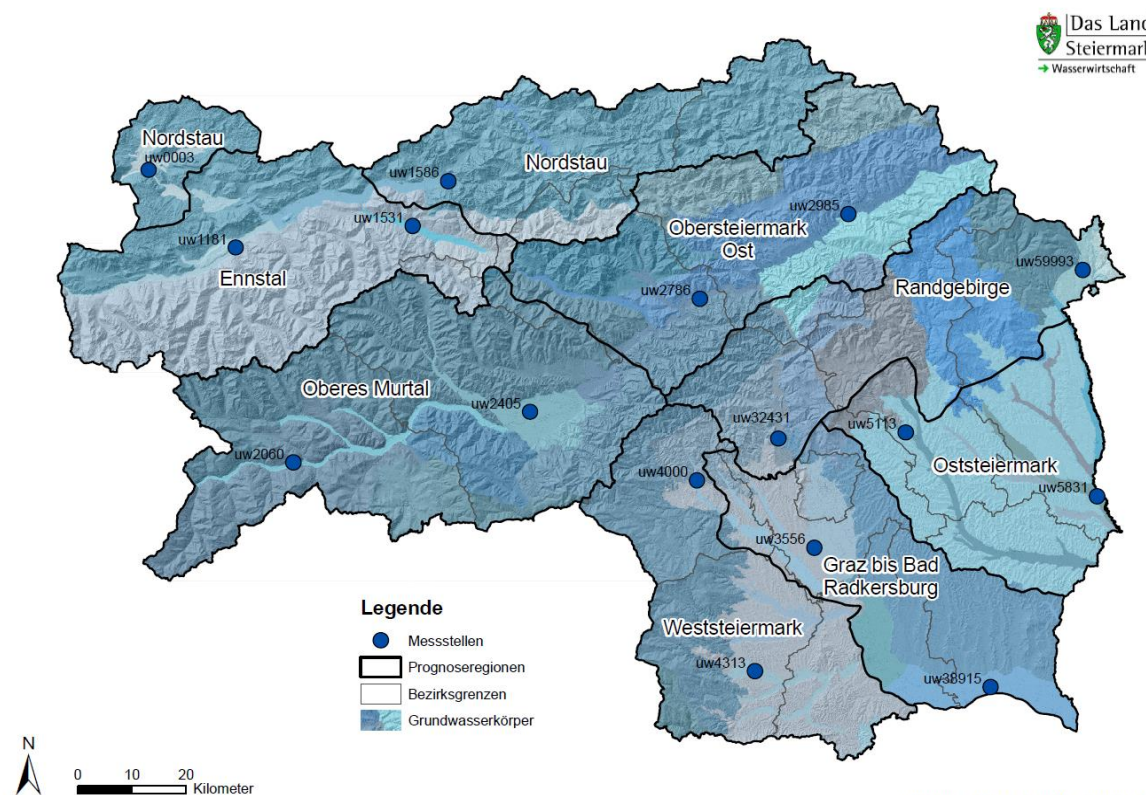 Das Land
Steiermark
→ Wasserwirtschaft
Nordstau
uw0003
uw1586
Nordstau
uw1531
uw2985
Obersteiermark
Ost
uw1181
Ennstal
uw59993
uw2786
Randgebirge
Oberes Murtal
uw2405
uw32431
uw5113
uw2060
uw4000
Oststeiermark
uw5831
uw3556
Graz bis Bad
Radkersburg
Weststeiermark
uw4313
uw38915
Legende
Messstellen
Prognoseregionen
Bezirksgrenzen
Grundwasserkörper
N
0 10 20
Kilometer